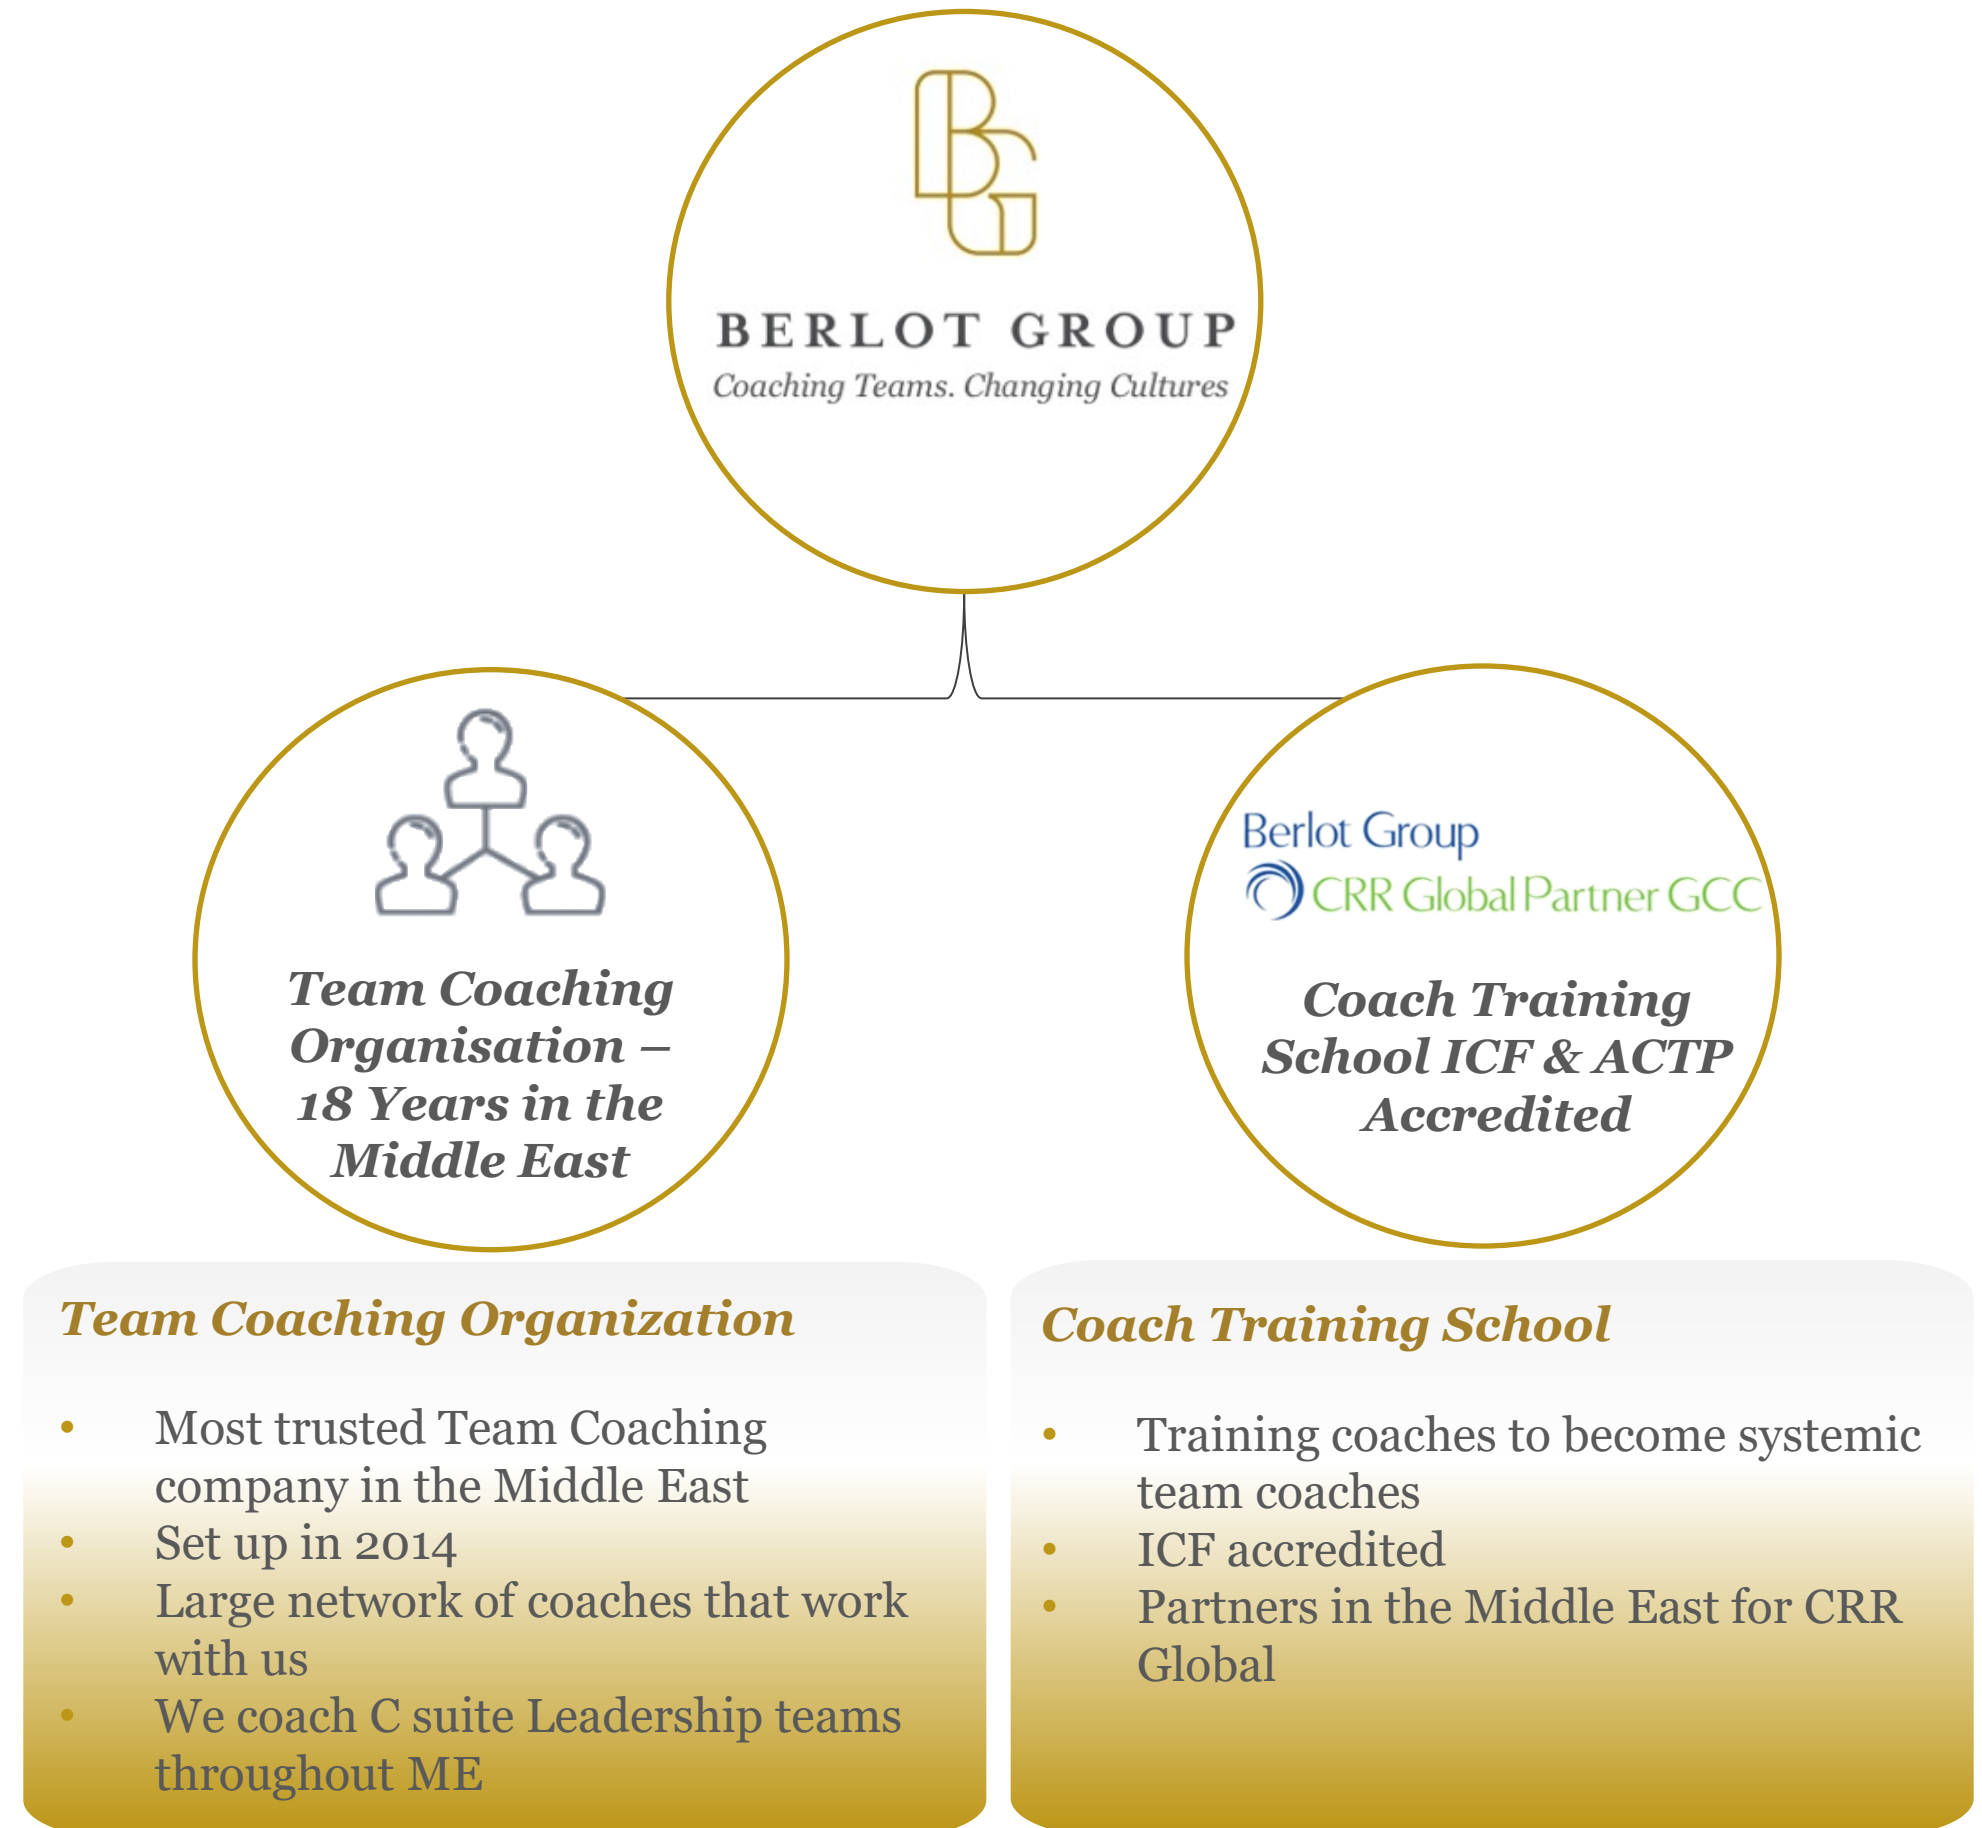 BERLOT GROUP
Coaching Teams. Changing Cultures
Team Coaching
Organisation –
18 Years in the
Middle East
Berlot Group
CRR Global Partner GCC
Coach Training
School ICF & ACTP
Accredited
Team Coaching Organization
• Most trusted Team Coaching
company in the Middle East
• Set up in 2014
• Large network of coaches that work
with us
• We coach C suite Leadership teams
throughout ME
Coach Training School
• Training coaches to become systemic
team coaches
• ICF accredited
• Partners in the Middle East for CRR
Global